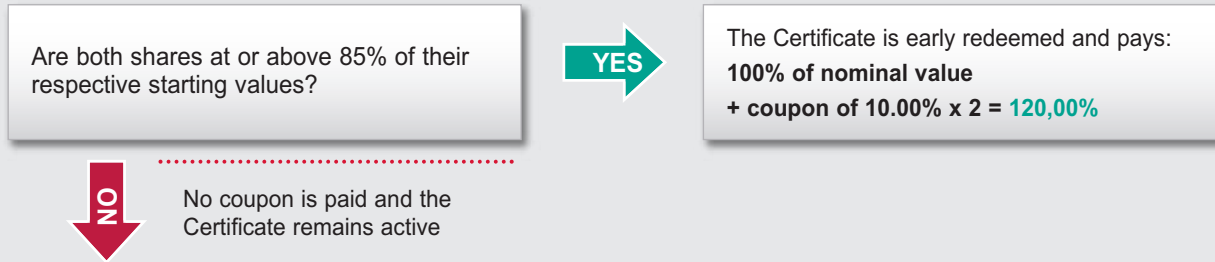 Are both shares at or above 85% of their
respective starting values?
YES
The Certificate is early redeemed and pays:
100% of nominal value
+ coupon of 10.00% x 2 = 120,00%
NO
No coupon is paid and the
Certificate remains active